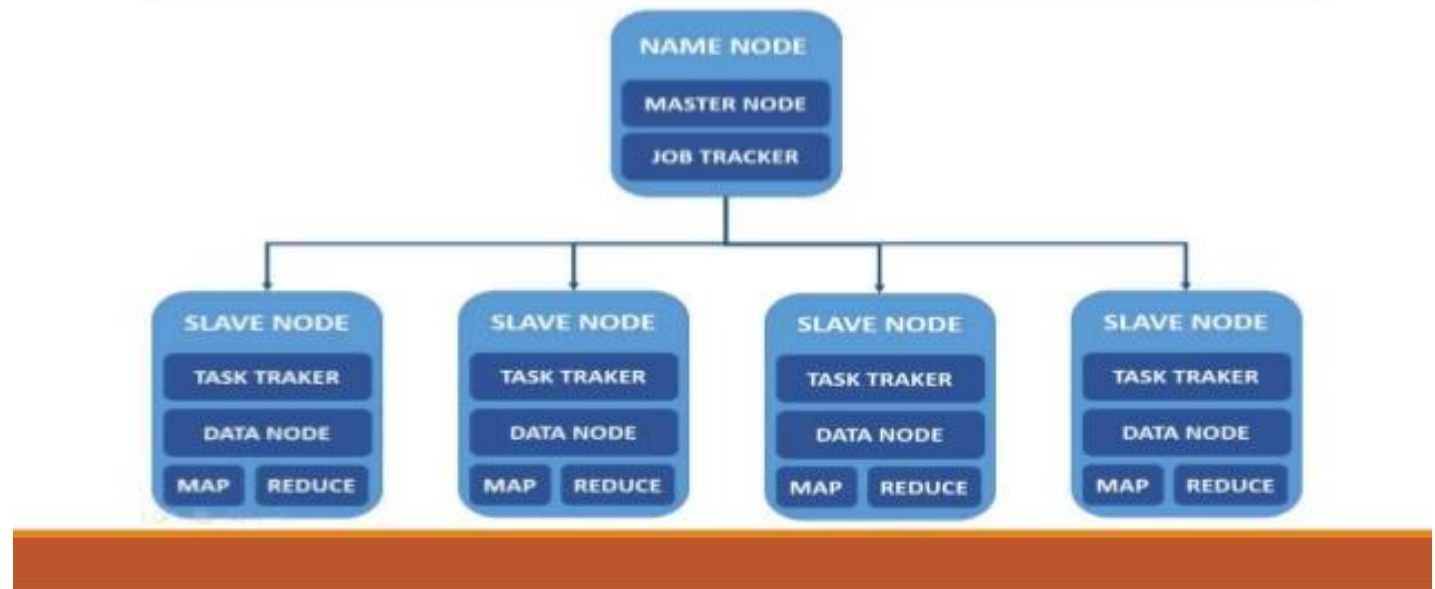 NAME NODE
MASTER NODE
JOB TRACKER
SLAVE NODE
TASK TRAKER
DATA NODE
MAP REDUCE
SLAVE NODE
TASK TRAKER
DATA NODE
MAP REDUCE
SLAVE NODE
TASK TRAKER
DATA NODE
MAP REDUCE
SLAVE NODE
TASK TRAKER
DATA NODE
MAP REDUCE